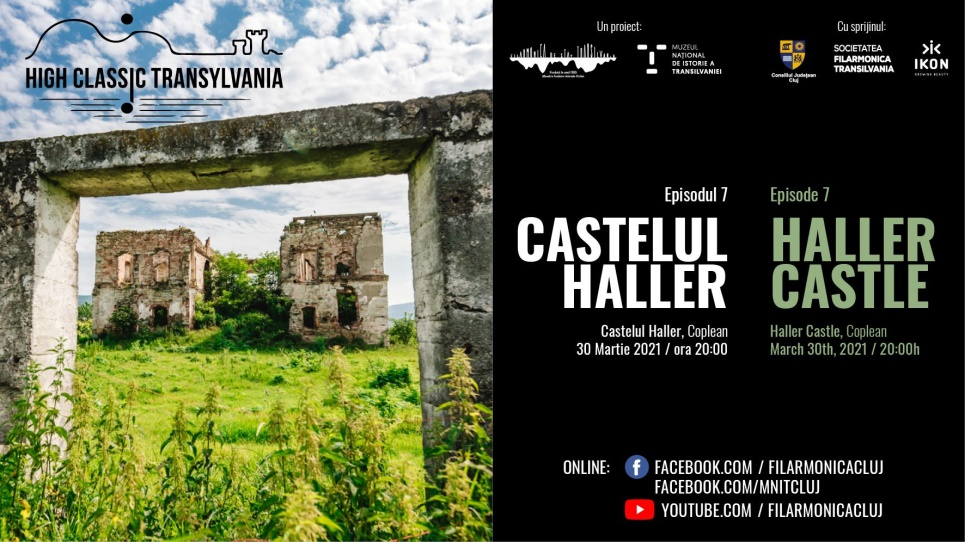 HIGH CLASSIC TRANSYLVANIA
Un proiect:
MUZEUL
NAȚIONAL
DE ISTORIE A
TRANSILVANIEI
Cu sprijinul:
Consiliul Județean
Cluj
SOCIETATEA
FILARMONICA
TRANSILVANIA
IKON
GROWING BEAUTY
Episodul 7
CASTELUL
HALLER
Castelul Haller, Coplean
30 Martie 2021 / ora 20:00
Episode 7
HALLER
CASTLE
Haller Castle, Coplean
March 30th, 2021 / 20:00h
ONLINE:
FACEBOOK.COM / FILARMONICACLUJ
FACEBOOK.COM/MNITCLUJ
YOUTUBE.COM / FILARMONICACLUJ